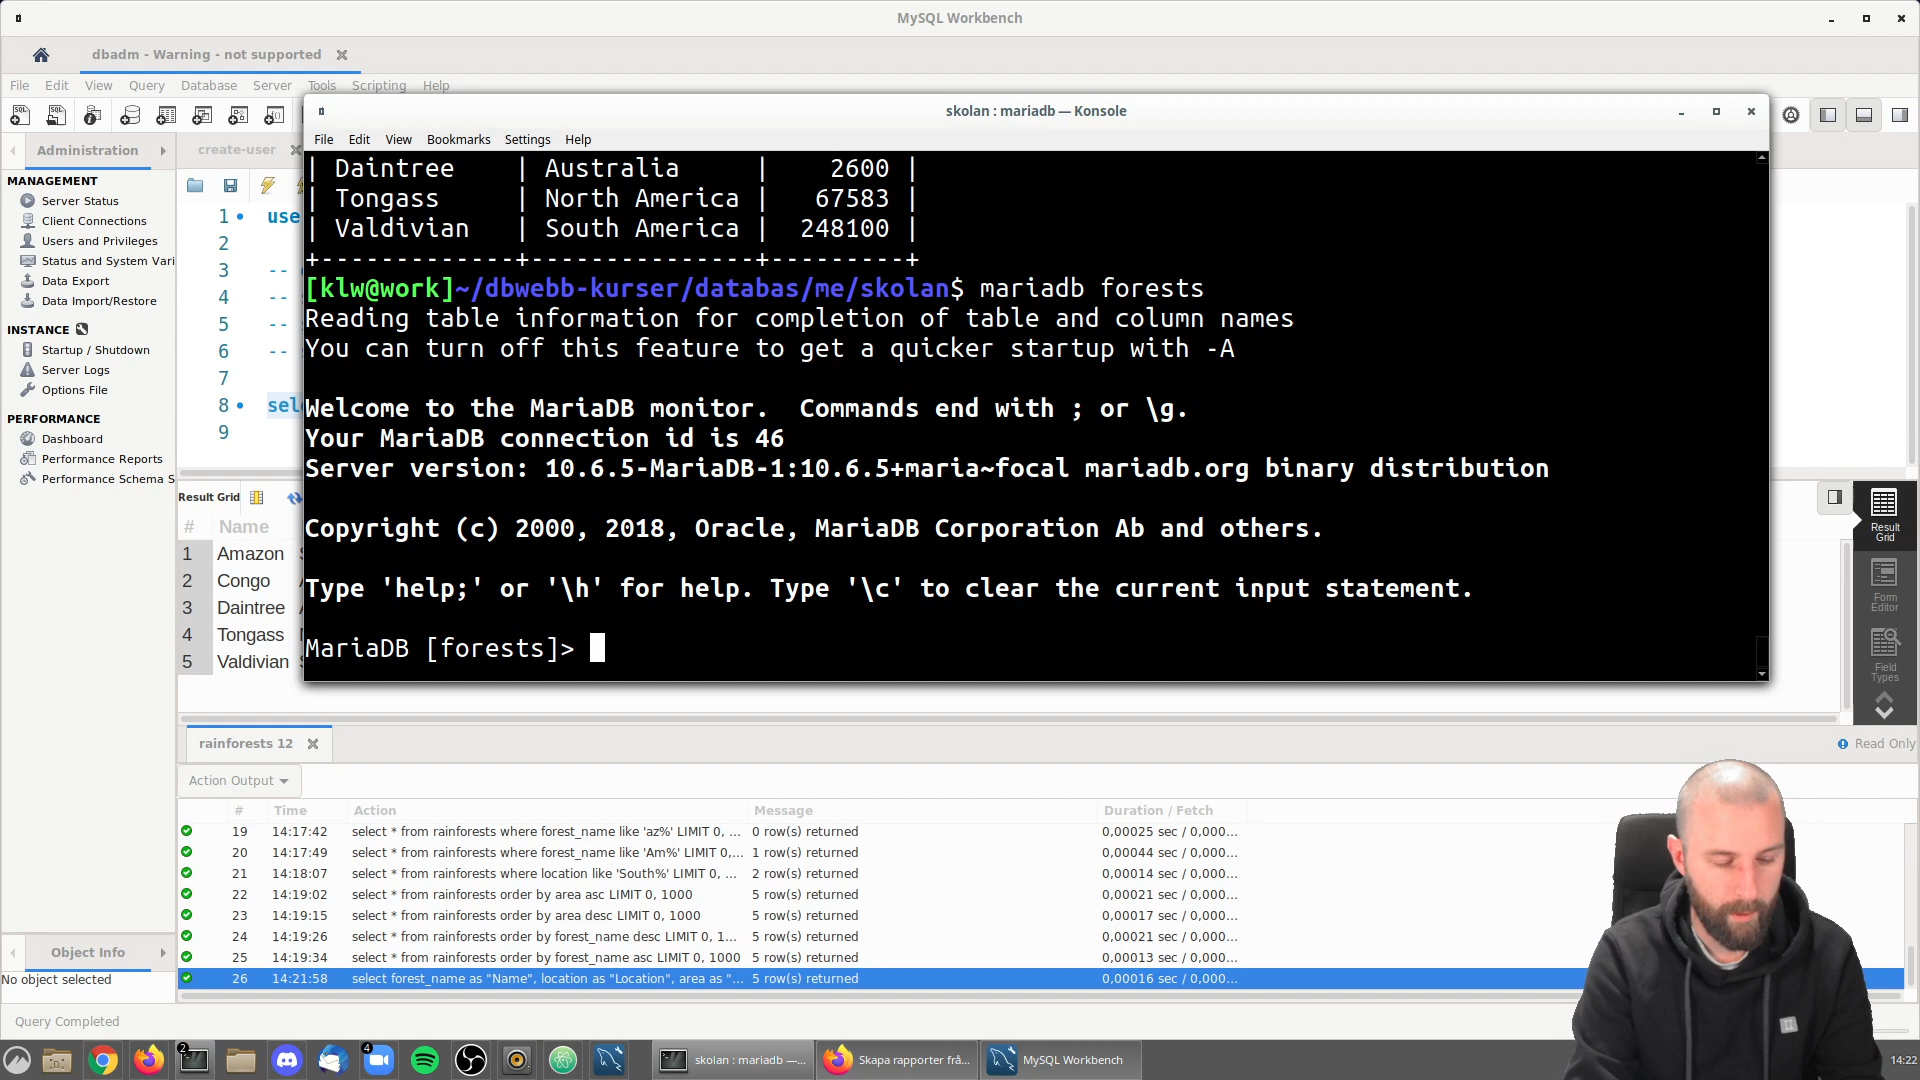 MySQL Workbench
dbadm - Warning - not supported
File Edit View Query Database Server Tools Scripting Help
skolan : mariadb — Konsole
File Edit View Bookmarks Settings Help
Administration
create-user
MANAGEMENT
Server Status
Client Connections
Users and Privileges
Status and System Vari
Data Export
Data Import/Restore
INSTANCE
Startup / Shutdown
Server Logs
Options File
PERFORMANCE
Dashboard
Performance Reports
Performance Schema S
1 use
2
3 --
4 --
5 --
6 --
7
8 sel
9
| Daintree | Australia | 2600 |
| Tongass | North America | 67583 |
| Valdivian | South America | 248100 |
+-------------+---------------+---------+
[klw@work]~/dbwebb-kurser/databas/me/skolan$ mariadb forests
Reading table information for completion of table and column names
You can turn off this feature to get a quicker startup with -A
Welcome to the MariaDB monitor. Commands end with ; or \g.
Your MariaDB connection id is 46
Server version: 10.6.5-MariaDB-1:10.6.5+maria~focal mariadb.org binary distribution
Copyright (c) 2000, 2018, Oracle, MariaDB Corporation Ab and others.
Type 'help;' or '\h' for help. Type '\c' to clear the current input statement.
MariaDB [forests]>
Result Grid
# Name
1 Amazon
2 Congo
3 Daintree
4 Tongass
5 Valdivian
Result
Grid
Form
Editor
Field
Types
rainforests 12
Read Only
Action Output
# Time Action Message Duration / Fetch
19 14:17:42 select * from rainforests where forest_name like 'az%' LIMIT 0, ... 0 row(s) returned 0,00025 sec / 0,000...
20 14:17:49 select * from rainforests where forest_name like 'Am%' LIMIT 0,... 1 row(s) returned 0,00044 sec / 0,000...
21 14:18:07 select * from rainforests where location like 'South%' LIMIT 0, ... 2 row(s) returned 0,00014 sec / 0,000...
22 14:19:02 select * from rainforests order by area asc LIMIT 0, 1000 5 row(s) returned 0,00021 sec / 0,000...
23 14:19:15 select * from rainforests order by area desc LIMIT 0, 1000 5 row(s) returned 0,00017 sec / 0,000...
24 14:19:26 select * from rainforests order by forest_name desc LIMIT 0, 1... 5 row(s) returned 0,00021 sec / 0,000...
25 14:19:34 select * from rainforests order by forest_name asc LIMIT 0, 1000 5 row(s) returned 0,00013 sec / 0,000...
26 14:21:58 select forest_name as "Name", location as "Location", area as "... 5 row(s) returned 0,00016 sec / 0,000...
Object Info
No object selected
Query Completed
2
4
skolan : mariadb —...
Skapa rapporter frå...
MySQL Workbench
14:22